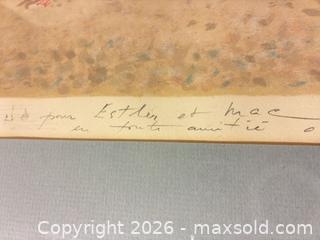 pour Esther et Mac
en toute amitié
Copyright 2026 - maxsold.com